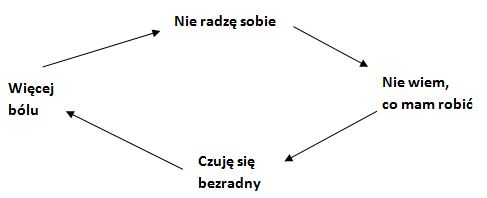 Nie radzę sobie
Nie wiem,
co mam robić
Czuję się
bezradny
Więcej
bólu